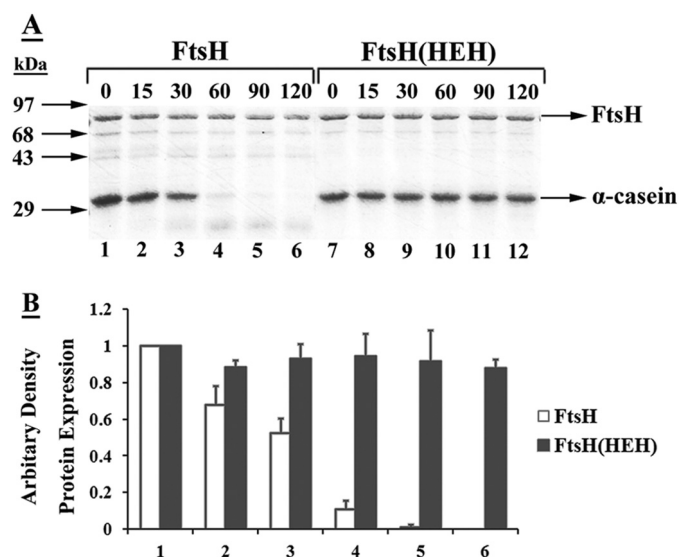 A
FtsH FtsH(HEH)
kDa
0 15 30 60 90 120 0 15 30 60 90 120
97
FtsH
68
43
α-casein
29
1 2 3 4 5 6 7 8 9 10 11 12
B
Arbitary Density
Protein Expression
1.2
1
0.8
0.6
0.4
0.2
0
FtsH
FtsH(HEH)
1 2 3 4 5 6